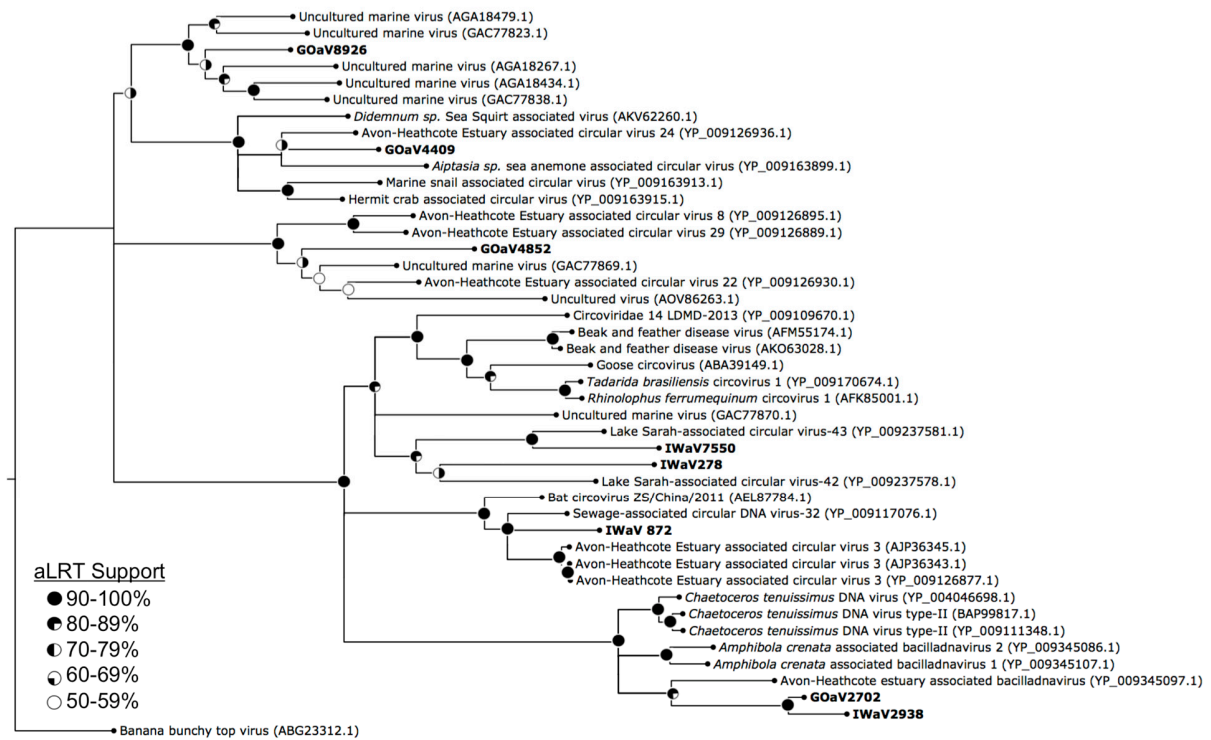 Uncultured marine virus (AGA18479.1)
Uncultured marine virus (GAC77823.1)
GOaV8926
Uncultured marine virus (AGA18267.1)
Uncultured marine virus (AGA18434.1)
Uncultured marine virus (GAC77838.1)
Didemnum sp. Sea Squirt associated virus (AKV62260.1)
Avon-Heathcote Estuary associated circular virus 24 (YP_009126936.1)
GOaV4409
Aiptasia sp. sea anemone associated circular virus (YP_009163899.1)
Marine snail associated circular virus (YP_009163913.1)
Hermit crab associated circular virus (YP_009163915.1)
Avon-Heathcote Estuary associated circular virus 8 (YP_009126895.1)
Avon-Heathcote Estuary associated circular virus 29 (YP_009126889.1)
GOaV4852
Uncultured marine virus (GAC77869.1)
Avon-Heathcote Estuary associated circular virus 22 (YP_009126930.1)
Uncultured virus (AOV86263.1)
Circoviridae 14 LDMD-2013 (YP_009109670.1)
Beak and feather disease virus (AFM55174.1)
Beak and feather disease virus (AKO63028.1)
Goose circovirus (ABA39149.1)
Tadarida brasiliensis circovirus 1 (YP_009170674.1)
Rhinolophus ferrumequinum circovirus 1 (AFK85001.1)
Uncultured marine virus (GAC77870.1)
Lake Sarah-associated circular virus-43 (YP_009237581.1)
IWaV7550
IWaV278
Lake Sarah-associated circular virus-42 (YP_009237578.1)
Bat circovirus ZS/China/2011 (AEL87784.1)
Sewage-associated circular DNA virus-32 (YP_009117076.1)
IWaV 872
Avon-Heathcote Estuary associated circular virus 3 (AJP36345.1)
Avon-Heathcote Estuary associated circular virus 3 (AJP36343.1)
Avon-Heathcote Estuary associated circular virus 3 (YP_009126877.1)
Chaetoceros tenuissimus DNA virus (YP_004046698.1)
Chaetoceros tenuissimus DNA virus type-II (BAP99817.1)
Chaetoceros tenuissimus DNA virus type-II (YP_009111348.1)
Amphibola crenata associated bacilladnavirus 2 (YP_009345086.1)
Amphibola crenata associated bacilladnavirus 1 (YP_009345107.1)
Avon-Heathcote estuary associated bacilladnavirus (YP_009345097.1)
GOaV2702
IWaV2938
Banana bunchy top virus (ABG23312.1)
aLRT Support
90-100%
80-89%
70-79%
60-69%
50-59%